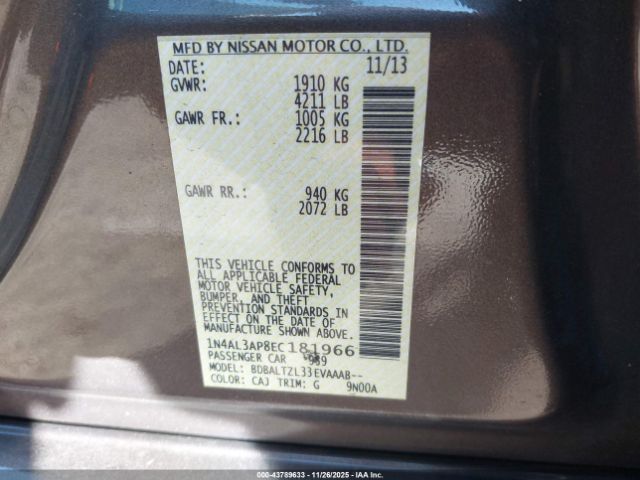 MFD BY NISSAN MOTOR CO., LTD.
DATE: 11/13
GVWR: 1910 KG
4211 LB
GAWR FR.: 1005 KG
2216 LB
GAWR RR.: 940 KG
2072 LB
THIS VEHICLE CONFORMS TO
ALL APPLICABLE FEDERAL
MOTOR VEHICLE SAFETY,
BUMPER, AND THEFT
PREVENTION STANDARDS IN
EFFECT ON THE DATE OF
MANUFACTURE SHOWN ABOVE.
1N4AL3AP8EC181966
PASSENGER CAR 989
MODEL: BDBALTZL33EVAAAB--
COLOR: CAJ TRIM: G 9N00A
000-43789633 - 11/26/2025 - IAA Inc.